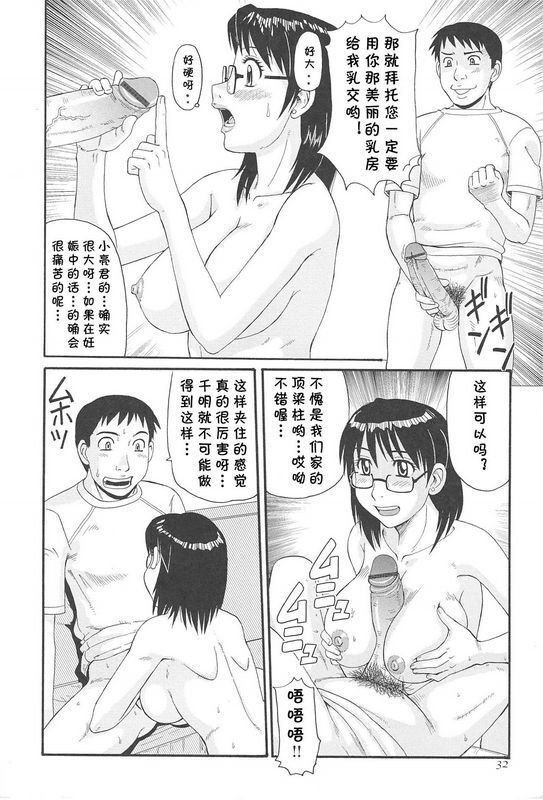 那就拜托您一定要
用你那美丽的乳房
给我乳交哟！
好大．
好硬呀．
小亮君的…确实
很大呀…如果在妊
娠中的话…的确会
很痛苦的呢…
这样可以吗？
不愧是我们家的
顶梁柱哟…哎呦
不错喔…
ムニュ
ムニュ
唔唔唔!!
这样夹住的感觉
真的很厉害呀…
千明就不可能做
得到这样…
ムホッ
32